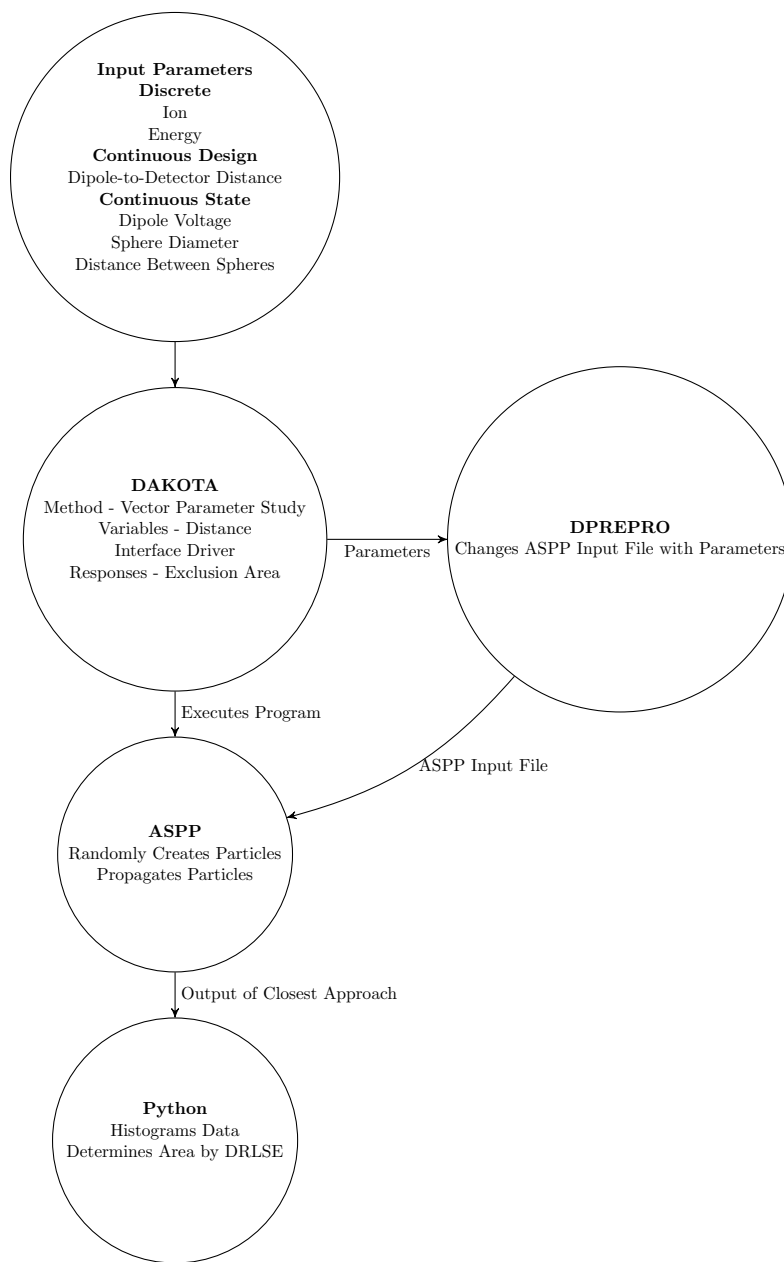 Input Parameters
Discrete
Ion
Energy
Continuous Design
Dipole-to-Detector Distance
Continuous State
Dipole Voltage
Sphere Diameter
Distance Between Spheres
DAKOTA
Method - Vector Parameter Study
Variables - Distance
Interface Driver
Responses - Exclusion Area
Parameters
DPREPRO
Changes ASPP Input File with Parameters
Executes Program
ASPP Input File
ASPP
Randomly Creates Particles
Propagates Particles
Output of Closest Approach
Python
Histograms Data
Determines Area by DRLSE